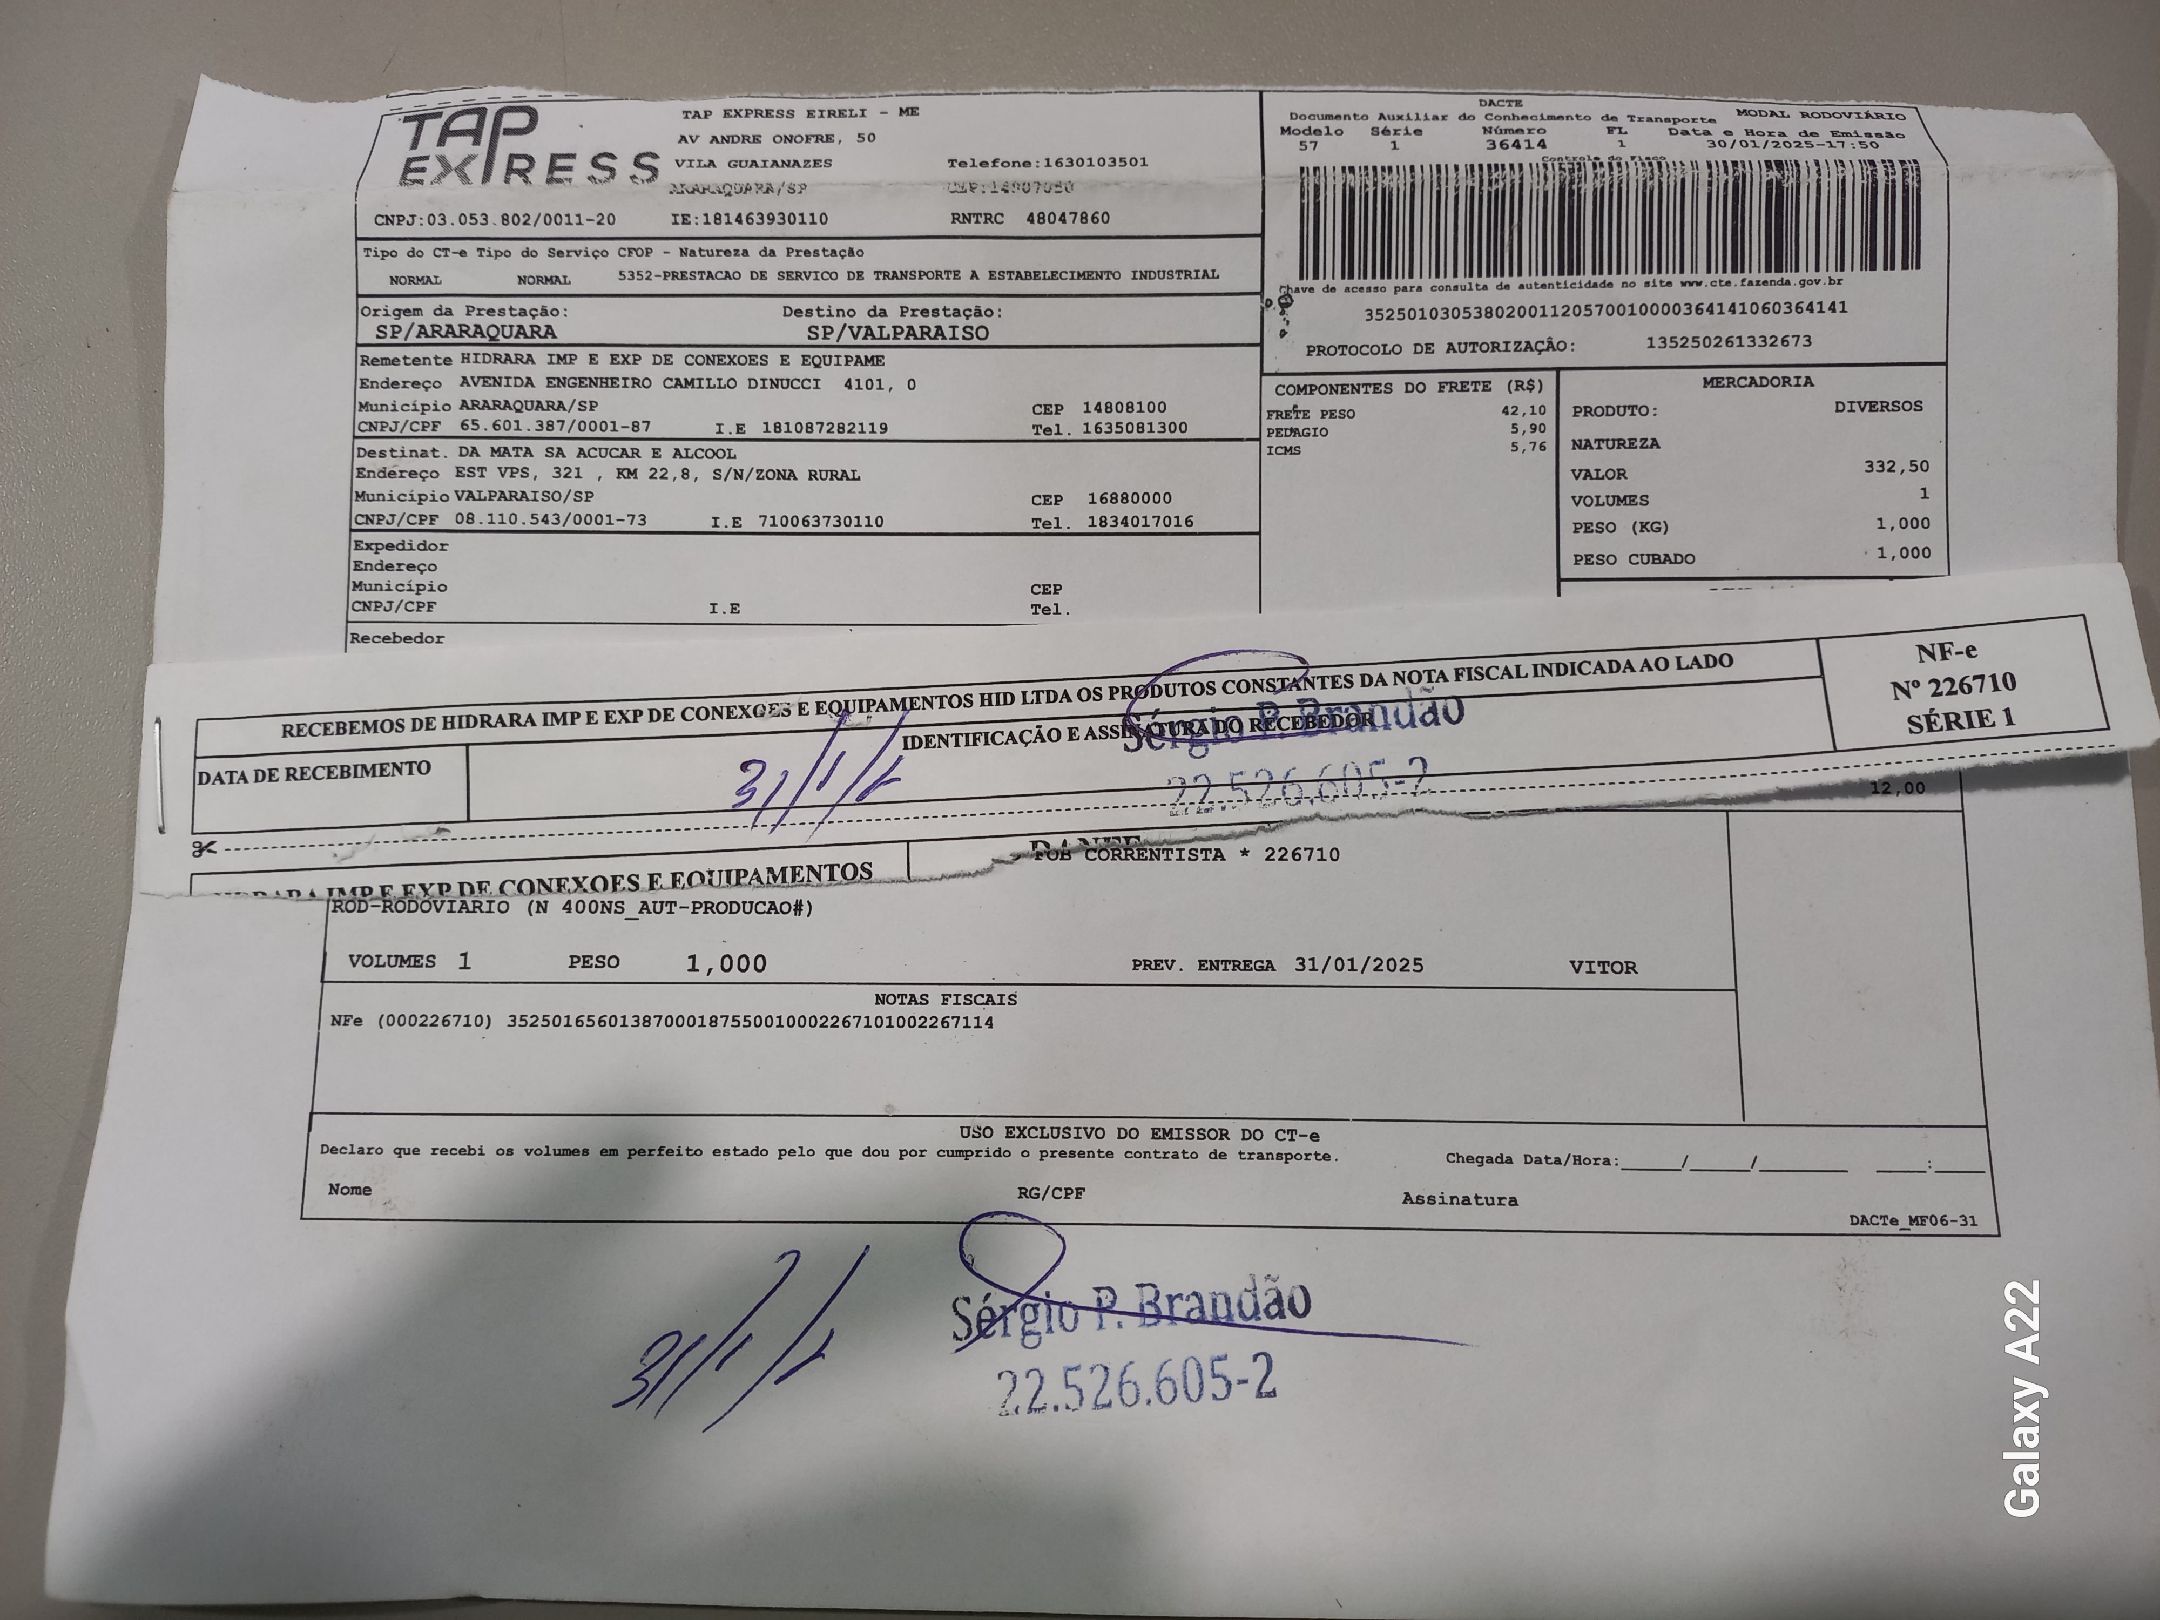 TAP EXPRESS
TAP EXPRESS EIRELI - ME
AV ANDRE ONOFRE, 50
VILA GUAIANAZES Telefone:1630103501
ARARAQUARA/SP CEP:14907050
CNPJ:03.053.802/0011-20 IE:181463930110 RNTRC 48047860
DACTE
Documento Auxiliar do Conhecimento de Transporte MODAL RODOVIÁRIO
Modelo Série Número FL Data e Hora de Emissão
57 1 36414 1 30/01/2025-17:50
Controle do Fisco
Chave de acesso para consulta de autenticidade no site www.cte.fazenda.gov.br
35250103053802001120570010000364141060364141
PROTOCOLO DE AUTORIZAÇÃO: 135250261332673
Tipo do CT-e Tipo do Serviço CFOP - Natureza da Prestação
NORMAL NORMAL 5352-PRESTACAO DE SERVICO DE TRANSPORTE A ESTABELECIMENTO INDUSTRIAL
Origem da Prestação: Destino da Prestação:
SP/ARARAQUARA SP/VALPARAISO
Remetente HIDRARA IMP E EXP DE CONEXOES E EQUIPAME
Endereço AVENIDA ENGENHEIRO CAMILLO DINUCCI 4101, 0
Município ARARAQUARA/SP CEP 14808100
CNPJ/CPF 65.601.387/0001-87 I.E 181087282119 Tel. 1635081300
Destinat. DA MATA SA ACUCAR E ALCOOL
Endereço EST VPS, 321 , KM 22,8, S/N/ZONA RURAL
Município VALPARAISO/SP CEP 16880000
CNPJ/CPF 08.110.543/0001-73 I.E 710063730110 Tel. 1834017016
Expedidor
Endereço
Município CEP
CNPJ/CPF I.E Tel.
Recebedor
COMPONENTES DO FRETE (R$)
FRETE PESO 42,10
PEDAGIO 5,90
ICMS 5,76
MERCADORIA
PRODUTO: DIVERSOS
NATUREZA
VALOR 332,50
VOLUMES 1
PESO (KG) 1,000
PESO CUBADO 1,000
RECEBEMOS DE HIDRARA IMP E EXP DE CONEXOES E EQUIPAMENTOS HID LTDA OS PRODUTOS CONSTANTES DA NOTA FISCAL INDICADA AO LADO
NF-e
Nº 226710
SÉRIE 1
DATA DE RECEBIMENTO
IDENTIFICAÇÃO E ASSINATURA DO RECEBEDOR
31/1/
Sérgio P. Brandão
22.526.605-2
12,00
DANFE
IMP E EXP DE CONEXOES E EQUIPAMENTOS
FOB CORRENTISTA * 226710
ROD-RODOVIARIO (N 400NS_AUT-PRODUCAO#)
VOLUMES 1 PESO 1,000 PREV. ENTREGA 31/01/2025 VITOR
NOTAS FISCAIS
NFe (000226710) 35250165601387000187550010002267101002267114
USO EXCLUSIVO DO EMISSOR DO CT-e
Declaro que recebi os volumes em perfeito estado pelo que dou por cumprido o presente contrato de transporte. Chegada Data/Hora:_____/_____/_______ ____:____
Nome RG/CPF Assinatura
DACTe_MF06-31
31/1/
Sérgio P. Brandão
22.526.605-2
Galaxy A22